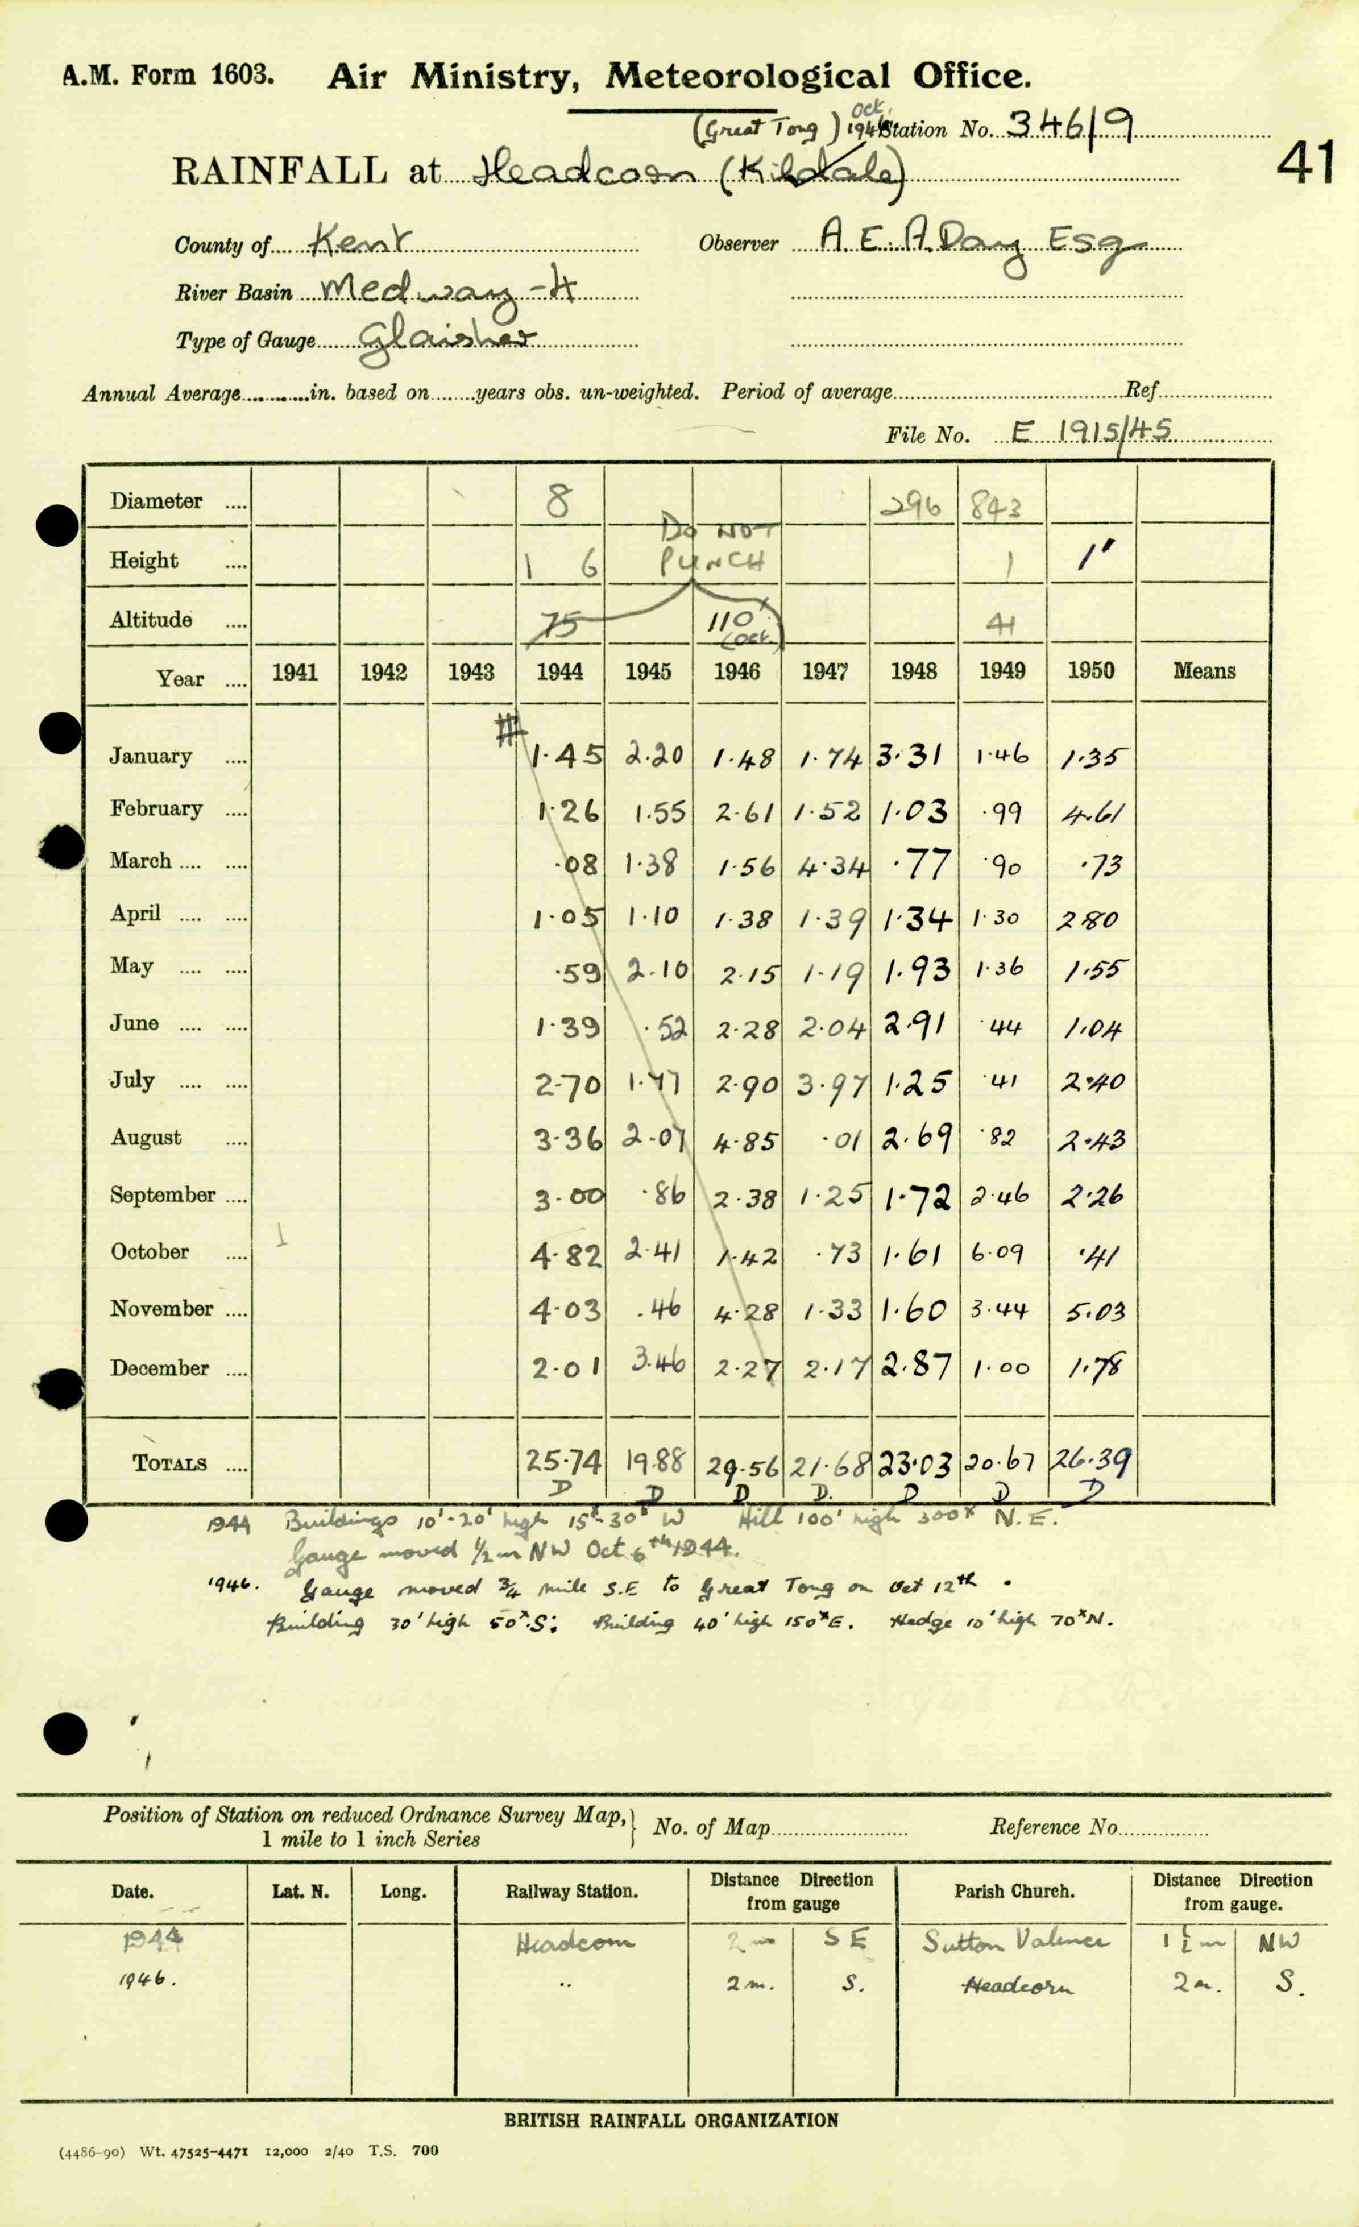 A.M. Form 1603. Air Ministry, Meteorological Office.
(Great Tong) Oct. 1946 Station No. 346/9
41
RAINFALL at Headcorn (Kildale)
County of Kent Observer A. E. A. Day Esq
River Basin Medway-4
Type of Gauge Glaisher
Annual Average ........ in. based on ........ years obs. un-weighted. Period of average ........ Ref ........
File No. E 1915/45
Diameter .... 8 296 843
DO NOT
PUNCH
Height .... 1 6 1 1'
Altitude .... 75 110' (Oct.) 41
Year .... 1941 1942 1943 1944 1945 1946 1947 1948 1949 1950 Means
#
January .... 1.45 2.20 1.48 1.74 3.31 1.46 1.35
February .... 1.26 1.55 2.61 1.52 1.03 .99 4.61
March .... .... .08 1.38 1.56 4.34 .77 .90 .73
April .... .... 1.05 1.10 1.38 1.39 1.34 1.30 2.80
May .... .... .59 2.10 2.15 1.19 1.93 1.36 1.55
June .... .... 1.39 .52 2.28 2.04 2.91 .44 1.04
July .... .... 2.70 1.77 2.90 3.97 1.25 .41 2.40
August .... 3.36 2.07 4.85 .01 2.69 .82 2.43
September .... 3.00 .86 2.38 1.25 1.72 2.46 2.26
October .... 1 4.82 2.41 1.42 .73 1.61 6.09 .41
November .... 4.03 .46 4.28 1.33 1.60 3.44 5.03
December .... 2.01 3.46 2.27 2.17 2.87 1.00 1.78
TOTALS .... 25.74 19.88 29.56 21.68 23.03 20.67 26.39
D D D D. D D D
1944 Buildings 10'-20' high 15x-30x W Hill 100' high 300x N.E.
Gauge moved ½ m NW Oct 6th 1944.
1946. Gauge moved ¾ mile S.E to Great Tong on Oct 12th.
Building 30' high 50x S; Building 40' high 150x E. Hedge 10' high 70x N.
Position of Station on reduced Ordnance Survey Map, 1 mile to 1 inch Series } No. of Map ........ Reference No. ........
Date. Lat. N. Long. Railway Station. Distance Direction from gauge Parish Church. Distance Direction from gauge.
1944 Headcorn 2 m SE Sutton Valence 1½ m NW
1946. .. 2 m. S. Headcorn 2 m. S.
BRITISH RAINFALL ORGANIZATION
(4486-90) Wt. 47525-4471 12,000 2/40 T.S. 700